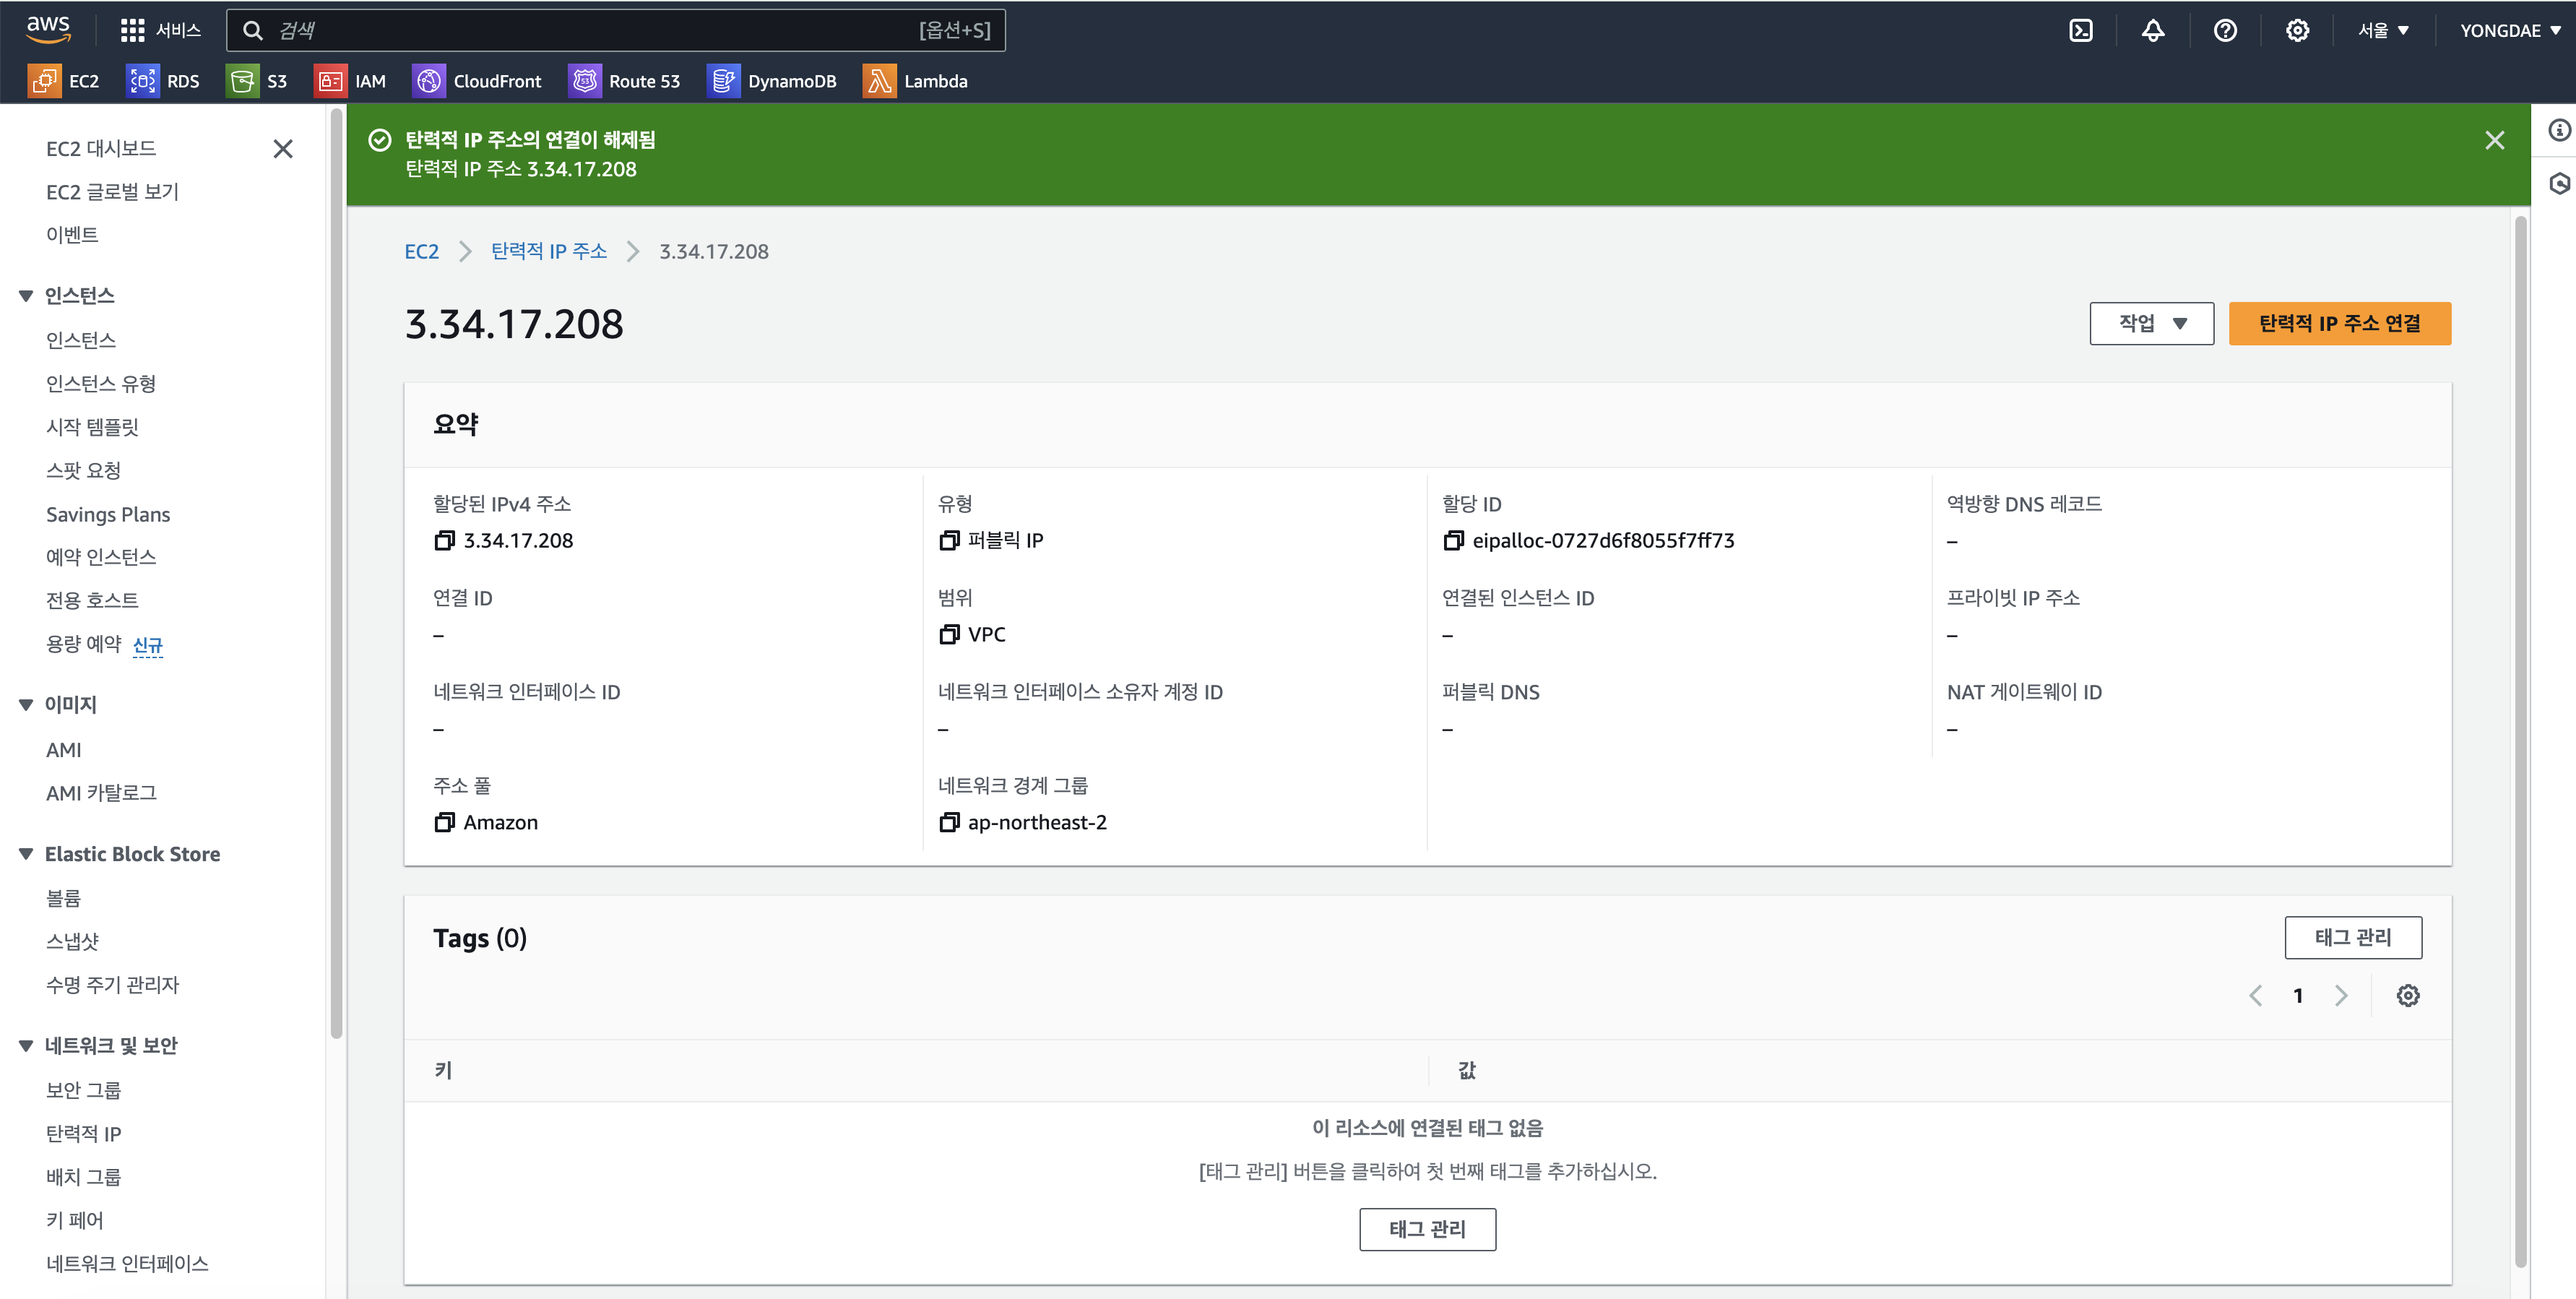 aws
서비스
검색
[옵션+S]
서울
YONGDAE
EC2
RDS
S3
IAM
CloudFront
Route 53
DynamoDB
Lambda
EC2 대시보드
EC2 글로벌 보기
이벤트
인스턴스
인스턴스
인스턴스 유형
시작 템플릿
스팟 요청
Savings Plans
예약 인스턴스
전용 호스트
용량 예약 신규
이미지
AMI
AMI 카탈로그
Elastic Block Store
볼륨
스냅샷
수명 주기 관리자
네트워크 및 보안
보안 그룹
탄력적 IP
배치 그룹
키 페어
네트워크 인터페이스
탄력적 IP 주소의 연결이 해제됨
탄력적 IP 주소 3.34.17.208
EC2 > 탄력적 IP 주소 > 3.34.17.208
3.34.17.208
작업
탄력적 IP 주소 연결
요약
할당된 IPv4 주소
3.34.17.208
유형
퍼블릭 IP
할당 ID
eipalloc-0727d6f8055f7ff73
역방향 DNS 레코드
–
연결 ID
–
범위
VPC
연결된 인스턴스 ID
–
프라이빗 IP 주소
–
네트워크 인터페이스 ID
–
네트워크 인터페이스 소유자 계정 ID
–
퍼블릭 DNS
–
NAT 게이트웨이 ID
–
주소 풀
Amazon
네트워크 경계 그룹
ap-northeast-2
Tags (0)
태그 관리
1
키
값
이 리소스에 연결된 태그 없음
[태그 관리] 버튼을 클릭하여 첫 번째 태그를 추가하십시오.
태그 관리